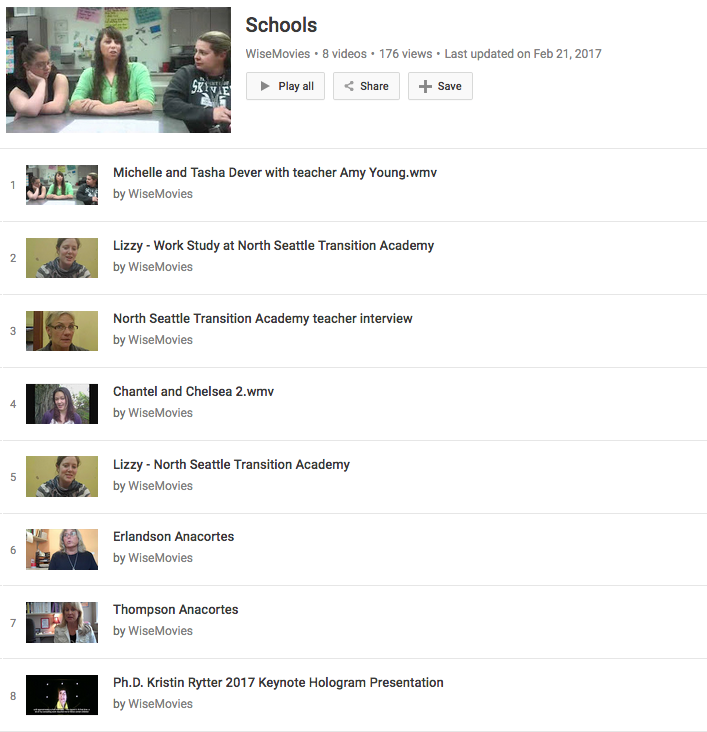 Schools
WiseMovies • 8 videos • 176 views • Last updated on Feb 21, 2017
Play all
Share
Save
1
Michelle and Tasha Dever with teacher Amy Young.wmv
by WiseMovies
2
Lizzy - Work Study at North Seattle Transition Academy
by WiseMovies
3
North Seattle Transition Academy teacher interview
by WiseMovies
4
Chantel and Chelsea 2.wmv
by WiseMovies
5
Lizzy - North Seattle Transition Academy
by WiseMovies
6
Erlandson Anacortes
by WiseMovies
7
Thompson Anacortes
by WiseMovies
8
Ph.D. Kristin Rytter 2017 Keynote Hologram Presentation
by WiseMovies